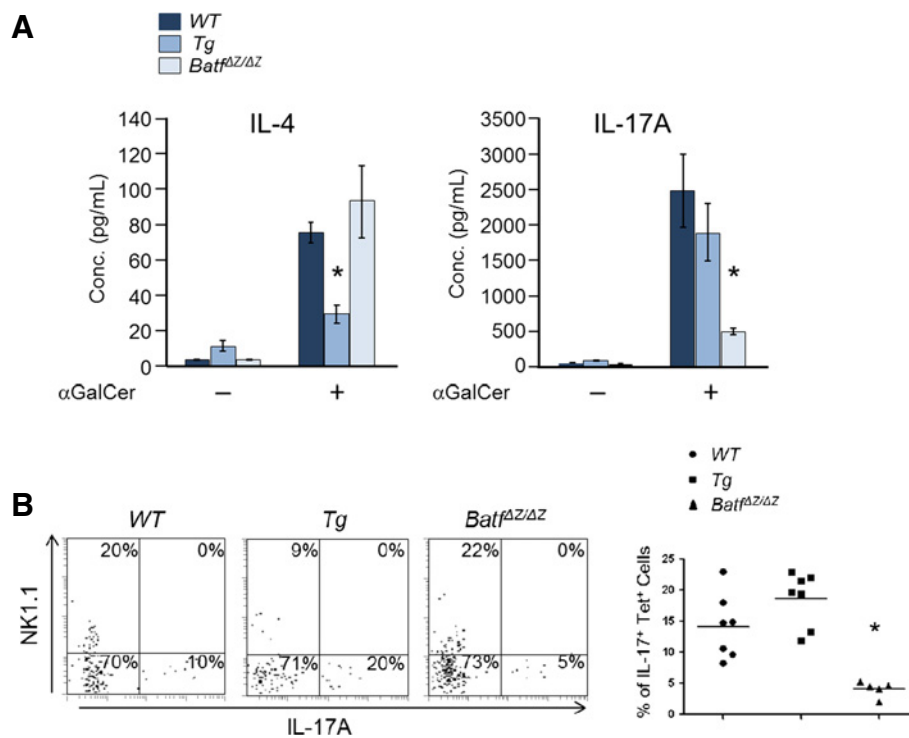 A
WT
Tg
Batf^ΔZ/ΔZ
IL-4
Conc. (pg/mL)
140
120
100
80
60
40
20
0
*
αGalCer
–
+
IL-17A
Conc. (pg/mL)
3500
3000
2500
2000
1500
1000
500
0
*
αGalCer
–
+
B
WT
Tg
Batf^ΔZ/ΔZ
20%
0%
70%
10%
9%
0%
71%
20%
22%
0%
73%
5%
NK1.1
IL-17A
WT
Tg
Batf^ΔZ/ΔZ
% of IL-17⁺ Tet⁺ Cells
25
20
15
10
5
0
*